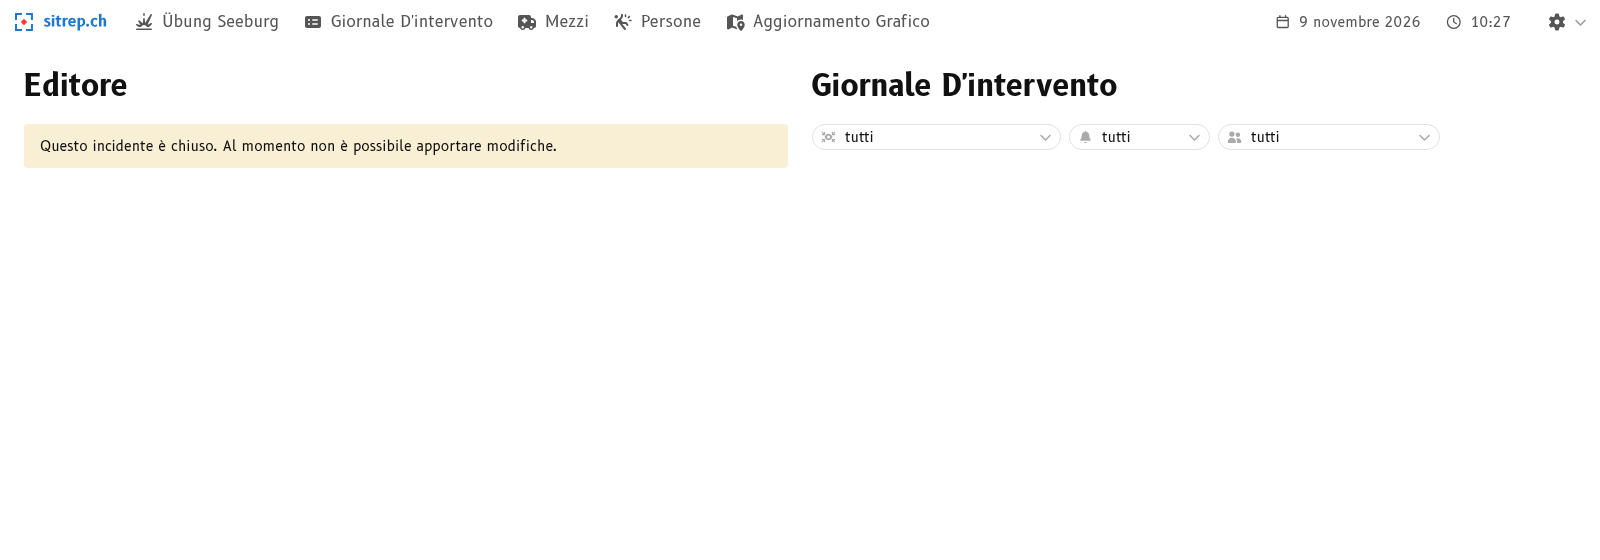 sitrep.ch Übung Seeburg Giornale D'intervento Mezzi Persone Aggiornamento Grafico 9 novembre 2026 10:27
Editore
Questo incidente è chiuso. Al momento non è possibile apportare modifiche.
Giornale D'intervento
tutti tutti tutti